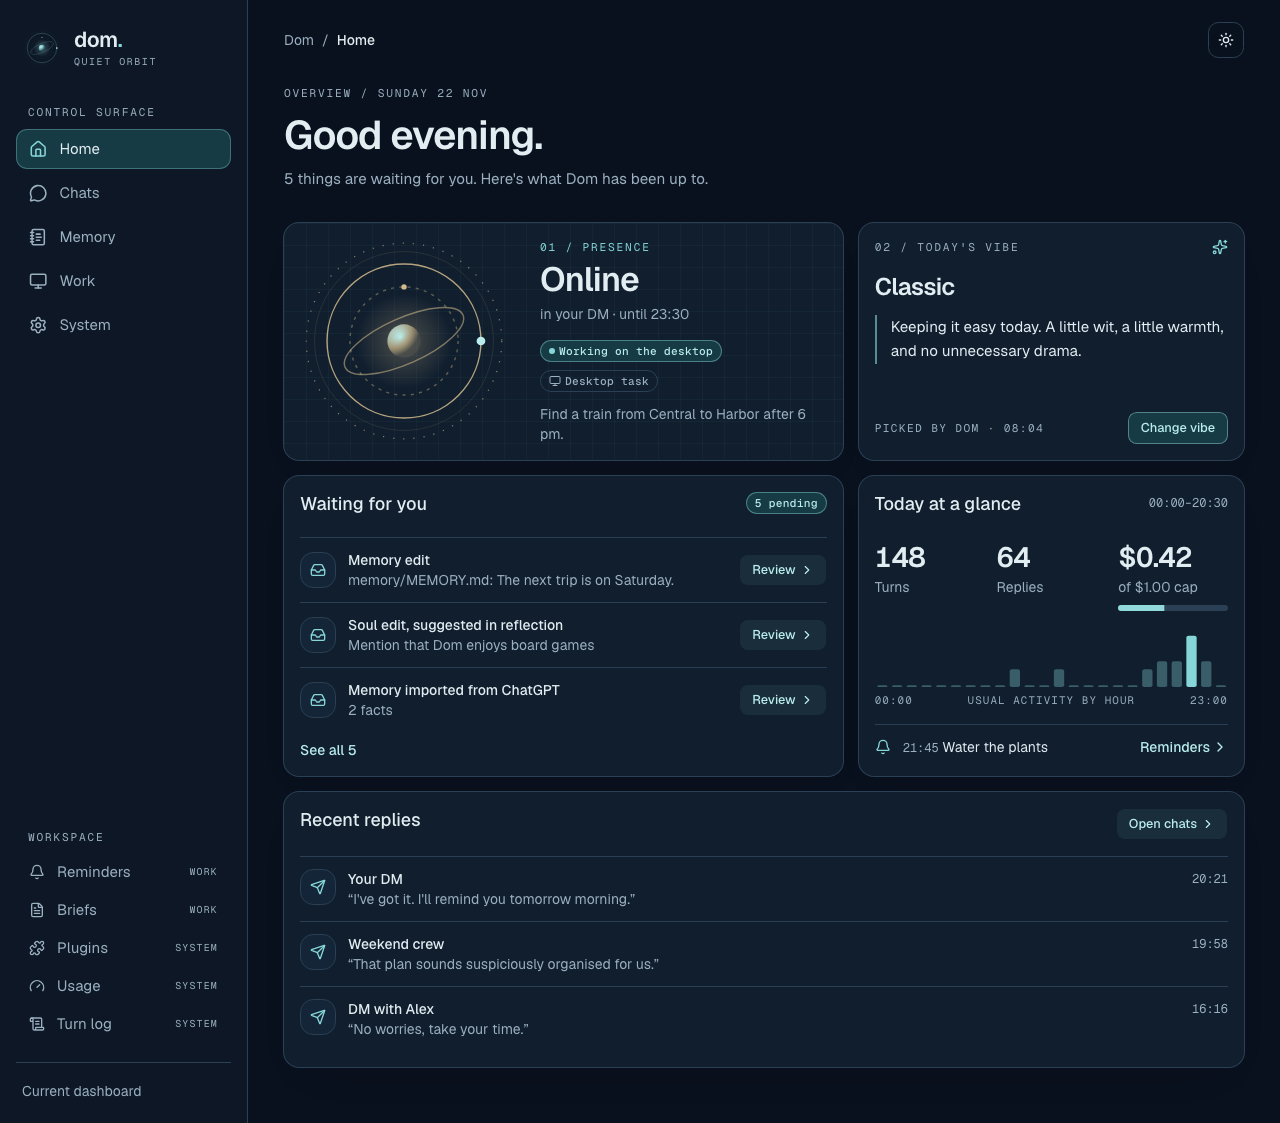 dom.
QUIET ORBIT
CONTROL SURFACE
Home
Chats
Memory
Work
System
WORKSPACE
Reminders WORK
Briefs WORK
Plugins SYSTEM
Usage SYSTEM
Turn log SYSTEM
Current dashboard
Dom / Home
OVERVIEW / SUNDAY 22 NOV
Good evening.
5 things are waiting for you. Here's what Dom has been up to.
01 / PRESENCE
Online
in your DM · until 23:30
Working on the desktop
Desktop task
Find a train from Central to Harbor after 6
pm.
02 / TODAY'S VIBE
Classic
Keeping it easy today. A little wit, a little warmth,
and no unnecessary drama.
PICKED BY DOM · 08:04
Change vibe
Waiting for you
5 pending
Memory edit
memory/MEMORY.md: The next trip is on Saturday.
Review
Soul edit, suggested in reflection
Mention that Dom enjoys board games
Review
Memory imported from ChatGPT
2 facts
Review
See all 5
Today at a glance
00:00–20:30
148
Turns
64
Replies
$0.42
of $1.00 cap
00:00 USUAL ACTIVITY BY HOUR 23:00
21:45 Water the plants
Reminders
Recent replies
Open chats
Your DM
20:21
“I've got it. I'll remind you tomorrow morning.”
Weekend crew
19:58
“That plan sounds suspiciously organised for us.”
DM with Alex
16:16
“No worries, take your time.”